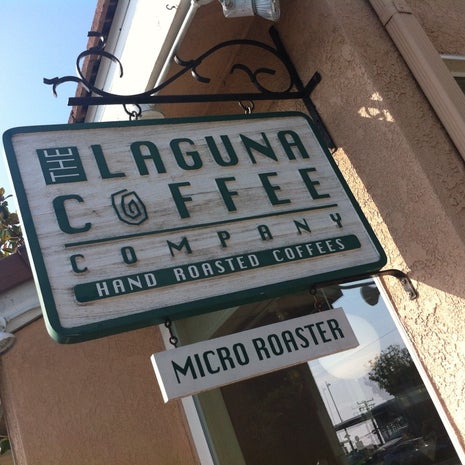 THE LAGUNA
COFFEE
COMPANY
HAND ROASTED COFFEES
MICRO ROASTER